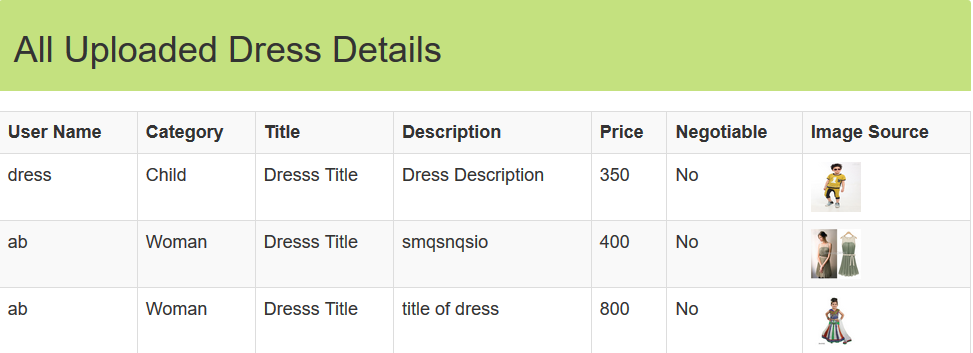 All Uploaded Dress Details
User Name Category Title Description Price Negotiable Image Source
dress Child Dresss Title Dress Description 350 No
ab Woman Dresss Title smqsnqsio 400 No
ab Woman Dresss Title title of dress 800 No